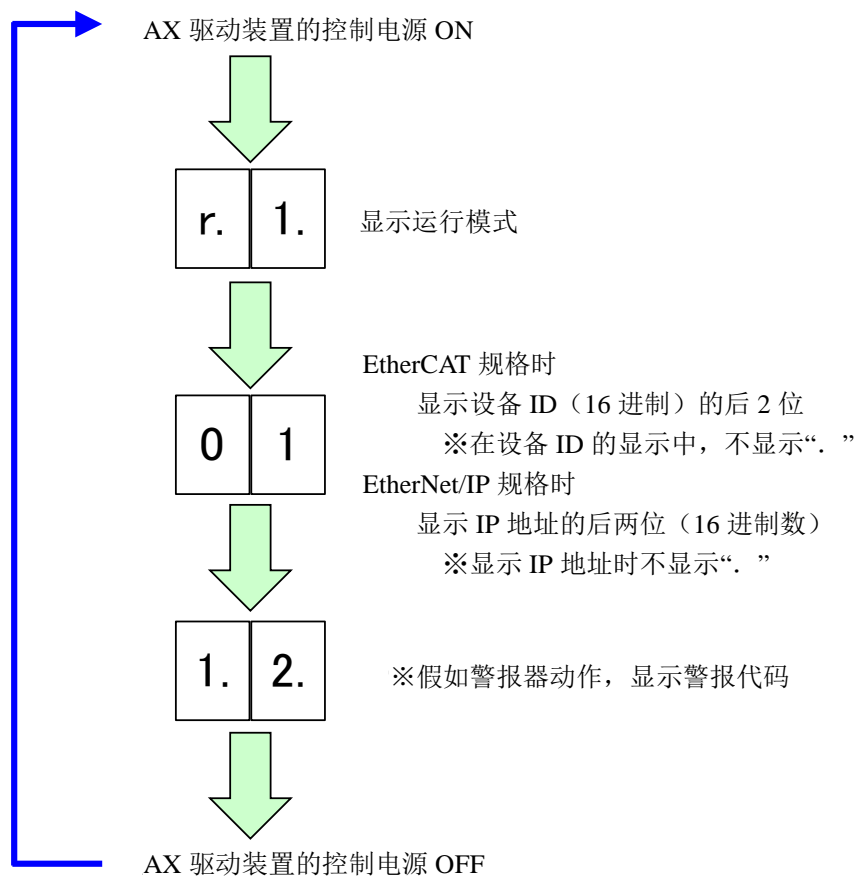 AX 驱动装置的控制电源 ON
r. 1. 显示运行模式
EtherCAT 规格时
显示设备 ID（16 进制）的后 2 位
0 1
※在设备 ID 的显示中，不显示“．”
EtherNet/IP 规格时
显示 IP 地址的后两位（16 进制数）
※显示 IP 地址时不显示“．”
1. 2. ※假如警报器动作，显示警报代码
AX 驱动装置的控制电源 OFF